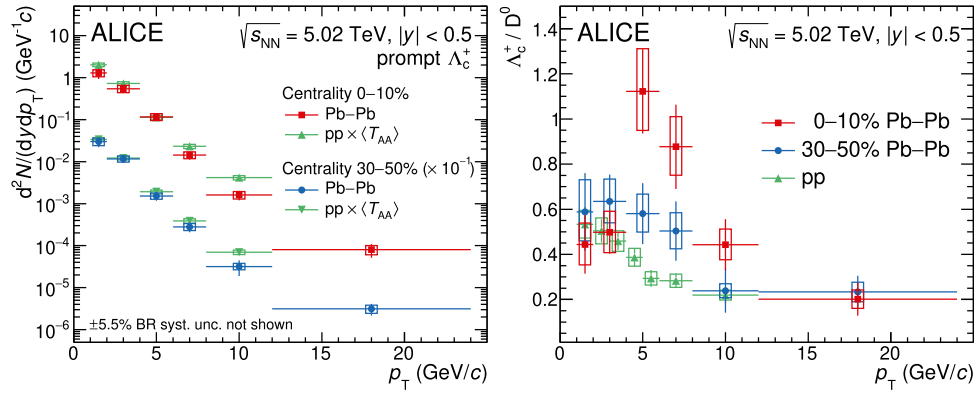 ALICE
√sNN = 5.02 TeV, |y| < 0.5
prompt Λc+
Centrality 0–10%
Pb–Pb
pp × ⟨TAA⟩
Centrality 30–50% (× 10−1)
Pb–Pb
pp × ⟨TAA⟩
±5.5% BR syst. unc. not shown
d2N/(dydpT) (GeV−1c)
10
1
10−1
10−2
10−3
10−4
10−5
10−6
0 5 10 15 20
pT (GeV/c)
ALICE
√sNN = 5.02 TeV, |y| < 0.5
0–10% Pb–Pb
30–50% Pb–Pb
pp
Λc+ / D0
1.4
1.2
1
0.8
0.6
0.4
0.2
0 5 10 15 20
pT (GeV/c)